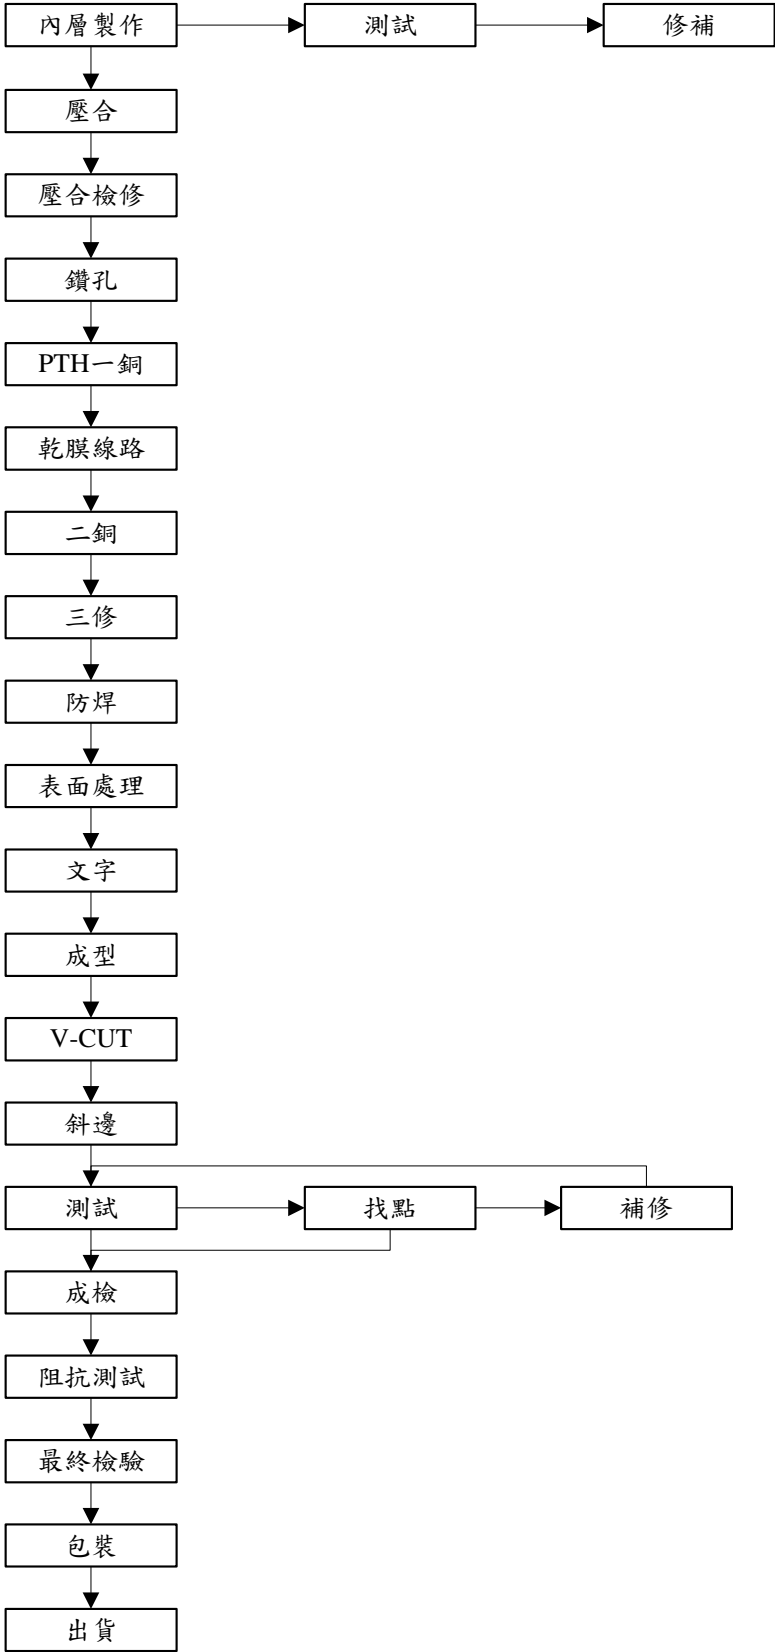 內層製作
測試
修補
壓合
壓合檢修
鑽孔
PTH一銅
乾膜線路
二銅
三修
防焊
表面處理
文字
成型
V-CUT
斜邊
測試
找點
補修
成檢
阻抗測試
最終檢驗
包裝
出貨